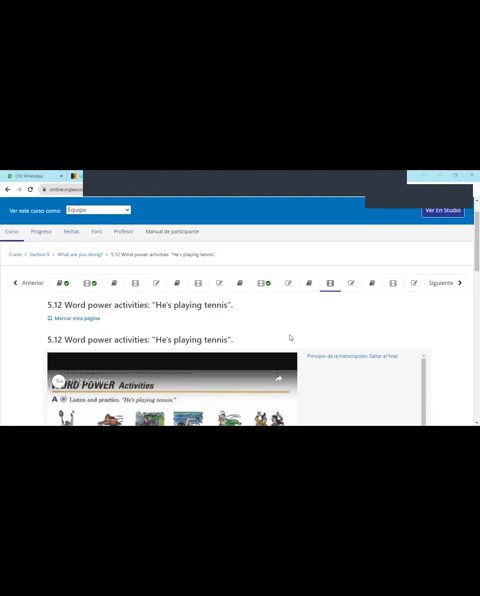 (19) WhatsApp
online.ingles
Ver este curso como: Equipo
Ver En Studio
Curso Progreso Fechas Foro Profesor Manual de participante
Curso > Section 5 > What are you doing? > 5.12 Word power activities: "He's playing tennis".
Anterior Siguiente
5.12 Word power activities: "He's playing tennis".
Marcar esta página
5.12 Word power activities: "He's playing tennis".
Principio de la transcripción. Saltar al final.
WORD POWER Activities
A Listen and practice. "He's playing tennis."